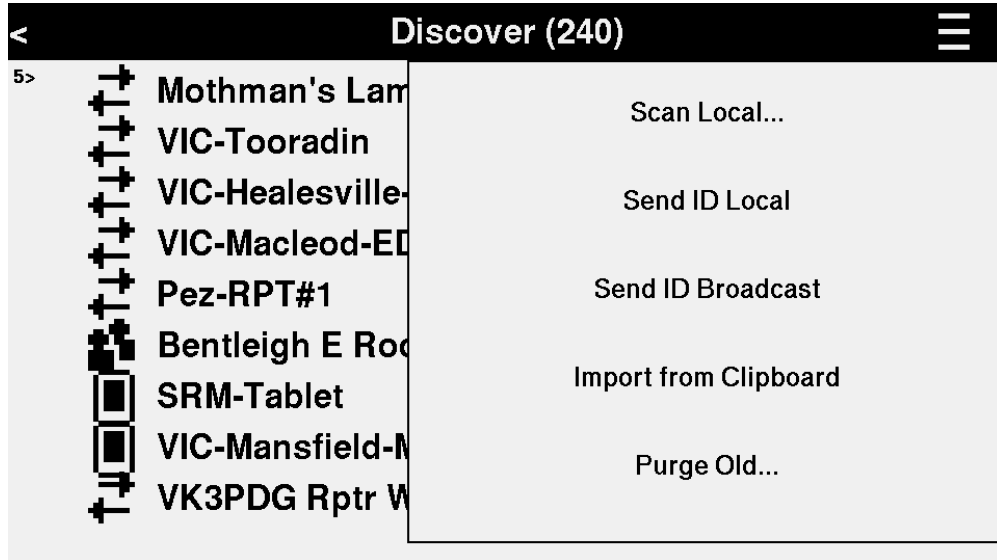 < Discover (240)
5>
Mothman's Lam
VIC-Tooradin
VIC-Healesville-
VIC-Macleod-ED
Pez-RPT#1
Bentleigh E Roo
SRM-Tablet
VIC-Mansfield-M
VK3PDG Rptr W
Scan Local...
Send ID Local
Send ID Broadcast
Import from Clipboard
Purge Old...